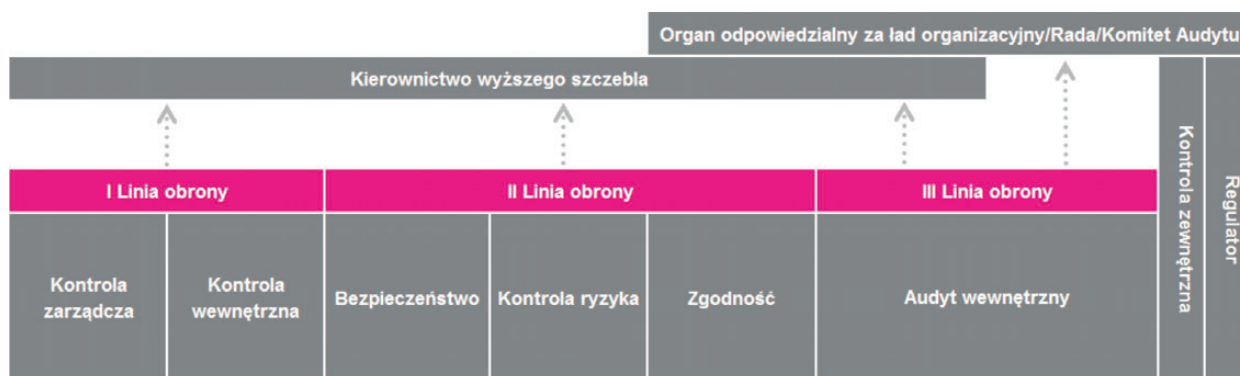 Organ odpowiedzialny za ład organizacyjny/Rada/Komitet Audytu
Kierownictwo wyższego szczebla
I Linia obrony
II Linia obrony
III Linia obrony
Kontrola
zarządcza
Kontrola
wewnętrzna
Bezpieczeństwo
Kontrola ryzyka
Zgodność
Audyt wewnętrzny
Kontrola zewnętrzna
Regulator